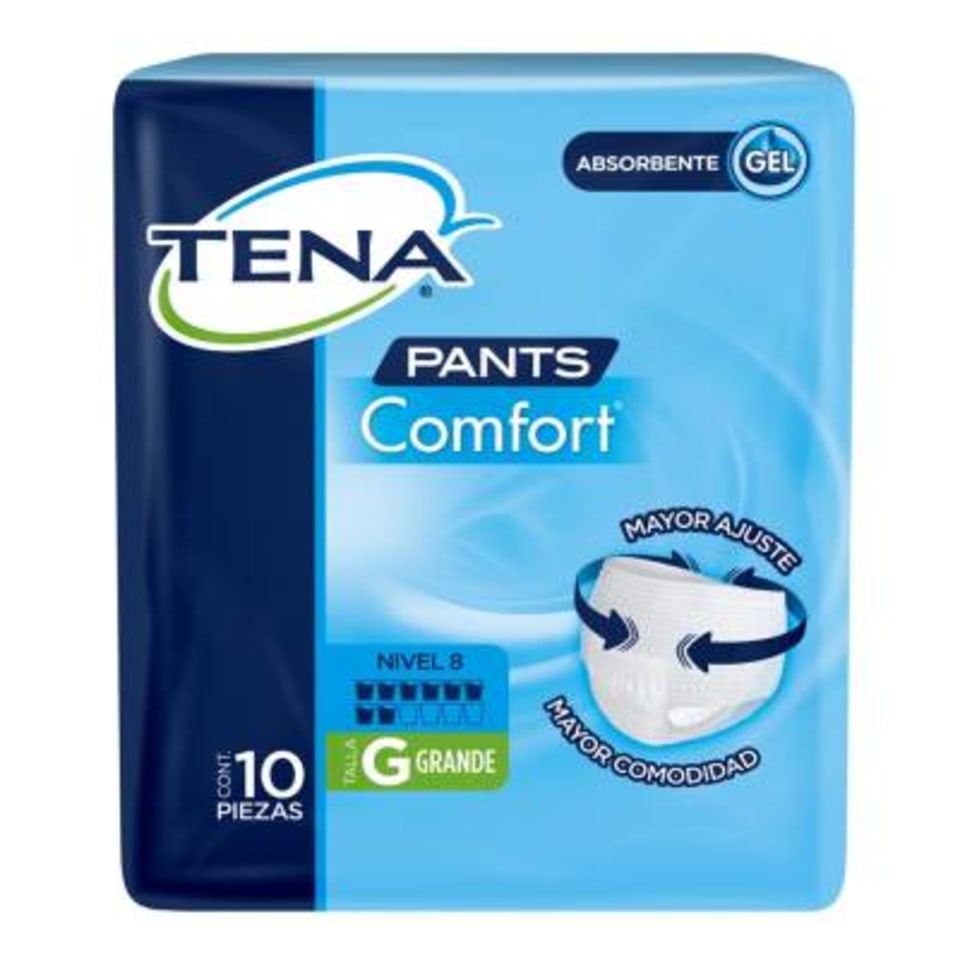 ABSORBENTE GEL
TENA®
PANTS
Comfort®
MAYOR AJUSTE
NIVEL 8
MAYOR COMODIDAD
TALLA G GRANDE
CONT. 10
PIEZAS